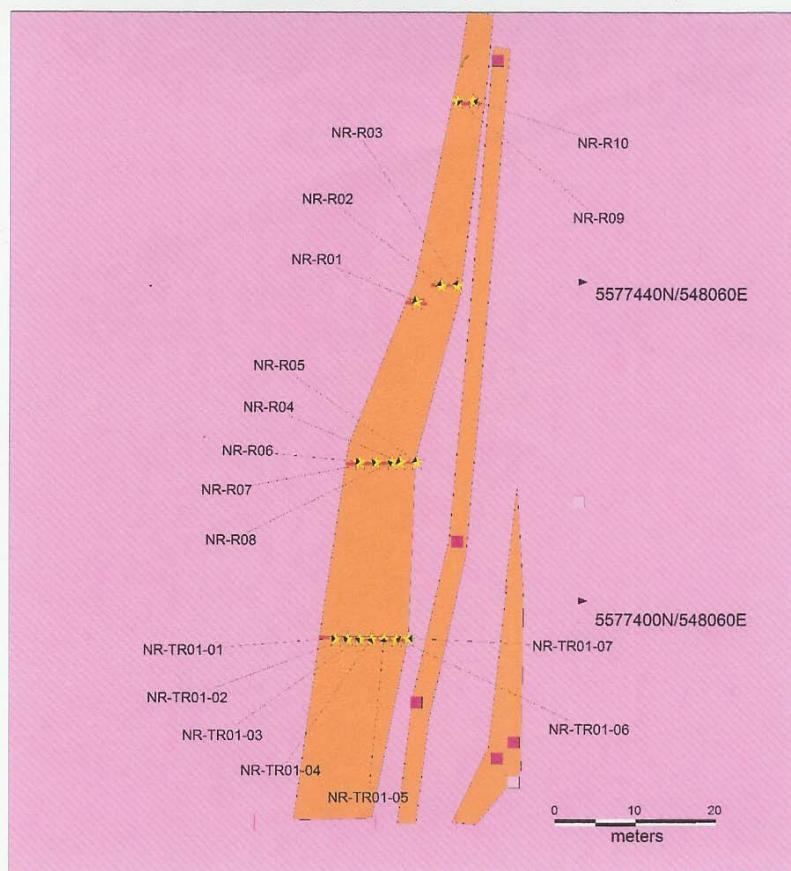 NR-R03
NR-R10
NR-R02
NR-R09
NR-R01
5577440N/548060E
NR-R05
NR-R04
NR-R06
NR-R07
NR-R08
5577400N/548060E
NR-TR01-01
NR-TR01-07
NR-TR01-02
NR-TR01-03
NR-TR01-06
NR-TR01-04
NR-TR01-05
0 10 20
meters